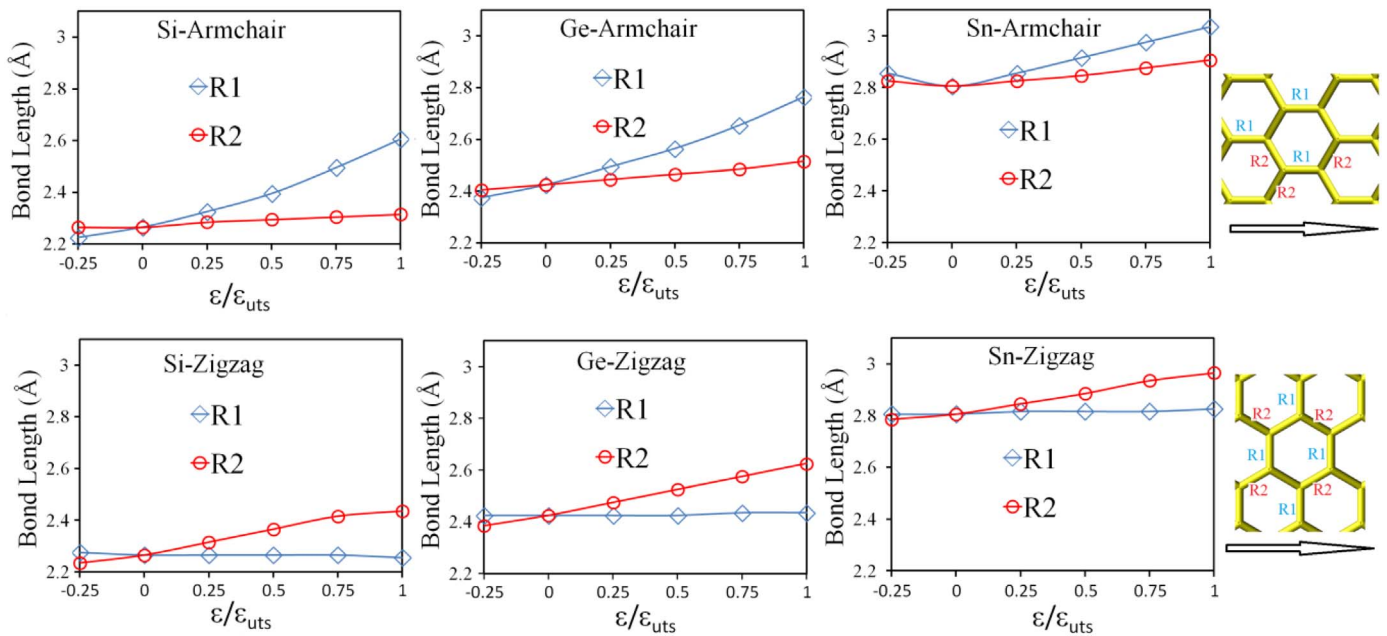 Si-Armchair
Bond Length (Å)
3
2.8
2.6
2.4
2.2
R1
R2
-0.25 0 0.25 0.5 0.75 1
ε/εuts
Ge-Armchair
Bond Length (Å)
3
2.8
2.6
2.4
2.2
R1
R2
-0.25 0 0.25 0.5 0.75 1
ε/εuts
Sn-Armchair
Bond Length (Å)
3
2.8
2.6
2.4
2.2
R1
R2
-0.25 0 0.25 0.5 0.75 1
ε/εuts
R1
R1
R2 R1 R2
R2
Si-Zigzag
Bond Length (Å)
3
2.8
2.6
2.4
2.2
R1
R2
-0.25 0 0.25 0.5 0.75 1
ε/εuts
Ge-Zigzag
Bond Length (Å)
3
2.8
2.6
2.4
2.2
R1
R2
-0.25 0 0.25 0.5 0.75 1
ε/εuts
Sn-Zigzag
Bond Length (Å)
3
2.8
2.6
2.4
2.2
R1
R2
-0.25 0 0.25 0.5 0.75 1
ε/εuts
R2 R1 R2
R1 R1
R2 R2
R1